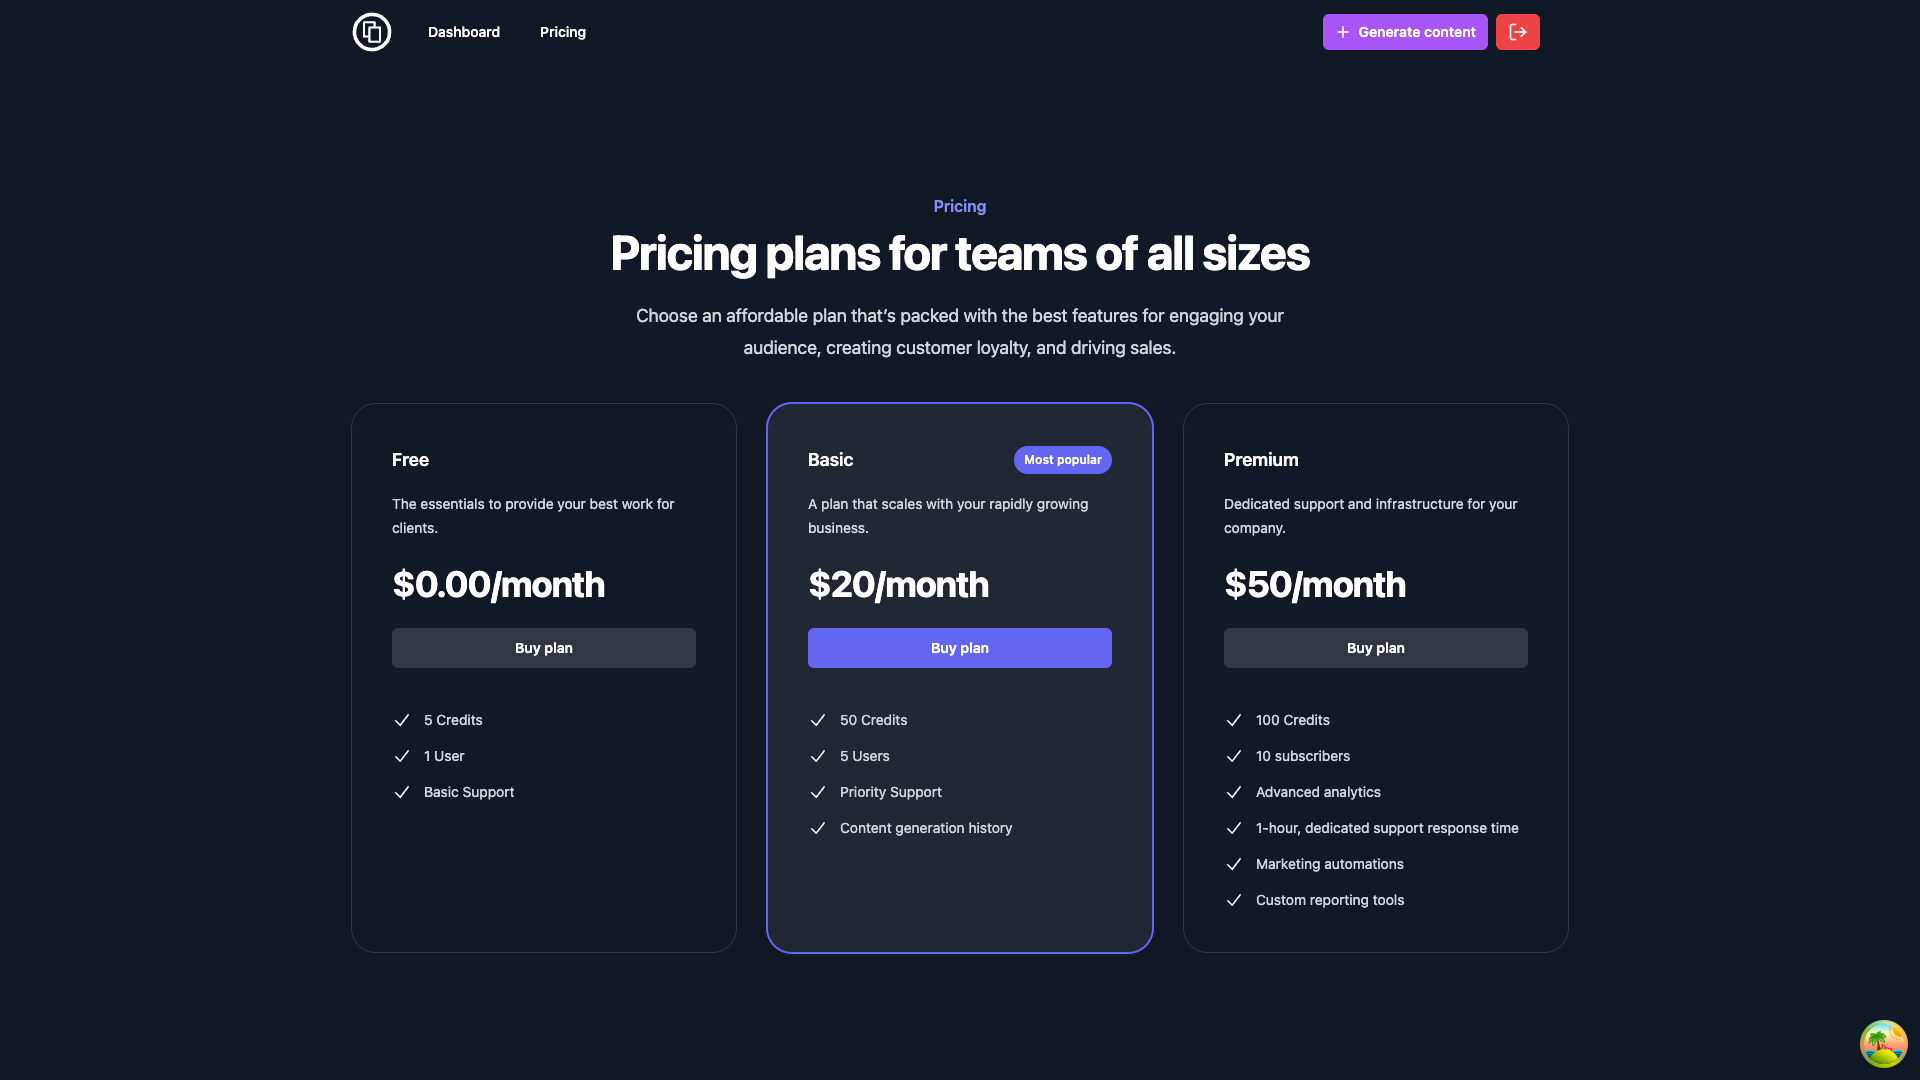 Dashboard
Pricing
Generate content
Pricing
Pricing plans for teams of all sizes
Choose an affordable plan that’s packed with the best features for engaging your
audience, creating customer loyalty, and driving sales.
Free
The essentials to provide your best work for
clients.
$0.00/month
Buy plan
5 Credits
1 User
Basic Support
Basic
Most popular
A plan that scales with your rapidly growing
business.
$20/month
Buy plan
50 Credits
5 Users
Priority Support
Content generation history
Premium
Dedicated support and infrastructure for your
company.
$50/month
Buy plan
100 Credits
10 subscribers
Advanced analytics
1-hour, dedicated support response time
Marketing automations
Custom reporting tools